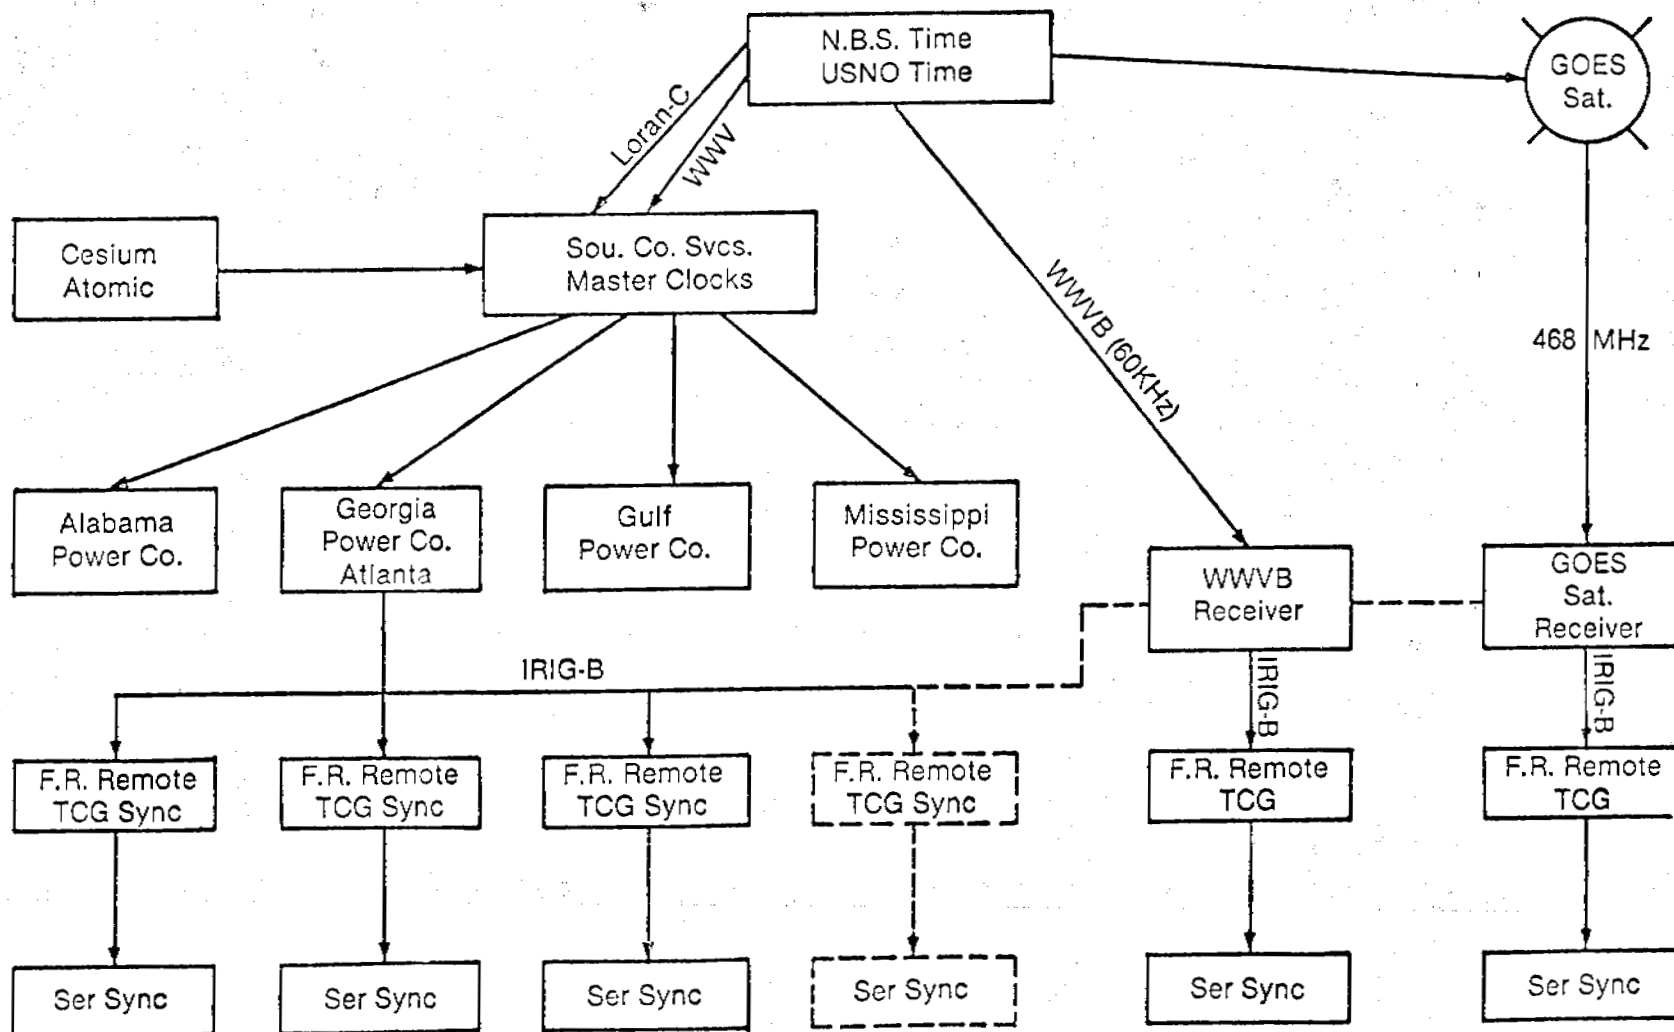 N.B.S. Time
USNO Time
GOES
Sat.
Loran-C
WWV
Cesium
Atomic
Sou. Co. Svcs.
Master Clocks
WWVB (60KHz)
468 MHz
Alabama
Power Co.
Georgia
Power Co.
Atlanta
Gulf
Power Co.
Mississippi
Power Co.
WWVB
Receiver
GOES
Sat.
Receiver
IRIG-B
IRIG-B
IRIG-B
F.R. Remote
TCG Sync
F.R. Remote
TCG Sync
F.R. Remote
TCG Sync
F.R. Remote
TCG Sync
F.R. Remote
TCG
F.R. Remote
TCG
Ser Sync
Ser Sync
Ser Sync
Ser Sync
Ser Sync
Ser Sync